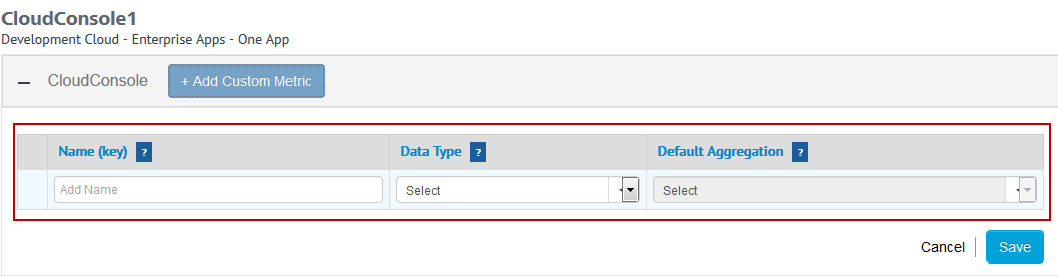 CloudConsole1
Development Cloud - Enterprise Apps - One App
CloudConsole + Add Custom Metric
Name (key) ? Data Type ? Default Aggregation ?
Add Name Select Select
Cancel Save